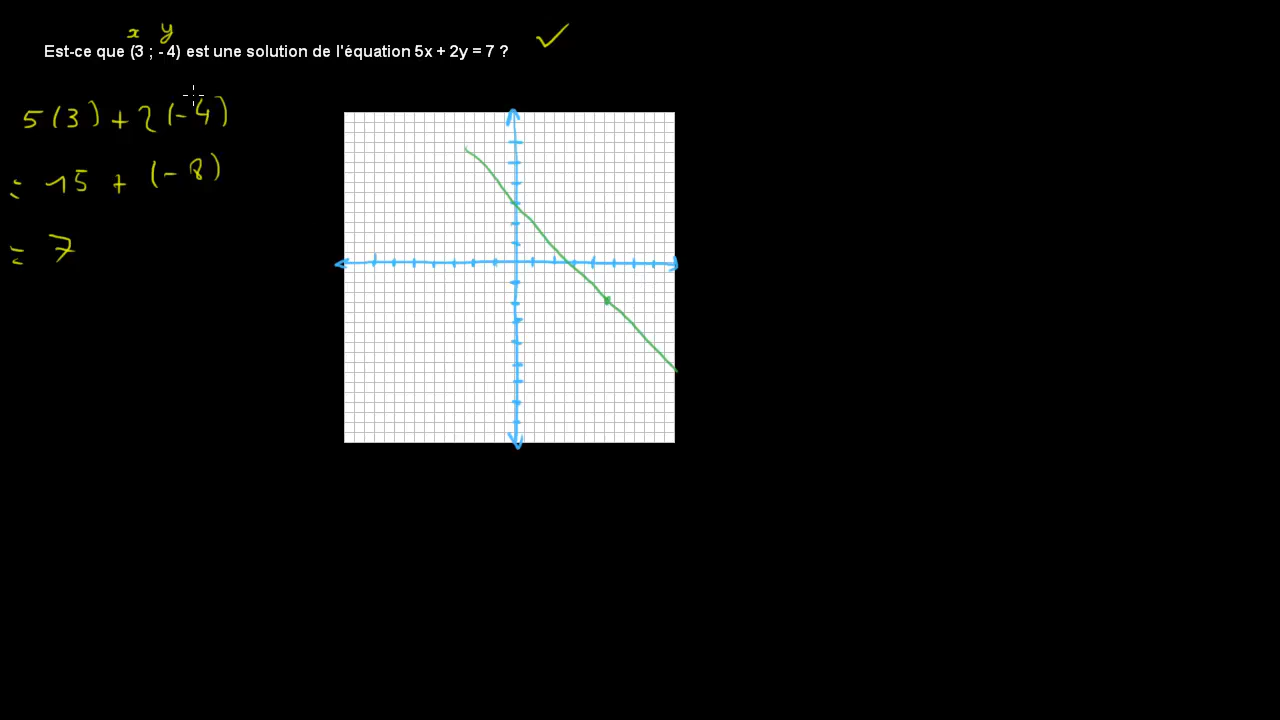 x y
Est-ce que (3 ; - 4) est une solution de l'équation 5x + 2y = 7 ?
5(3) + 2(-4)
= 15 + (-8)
= 7